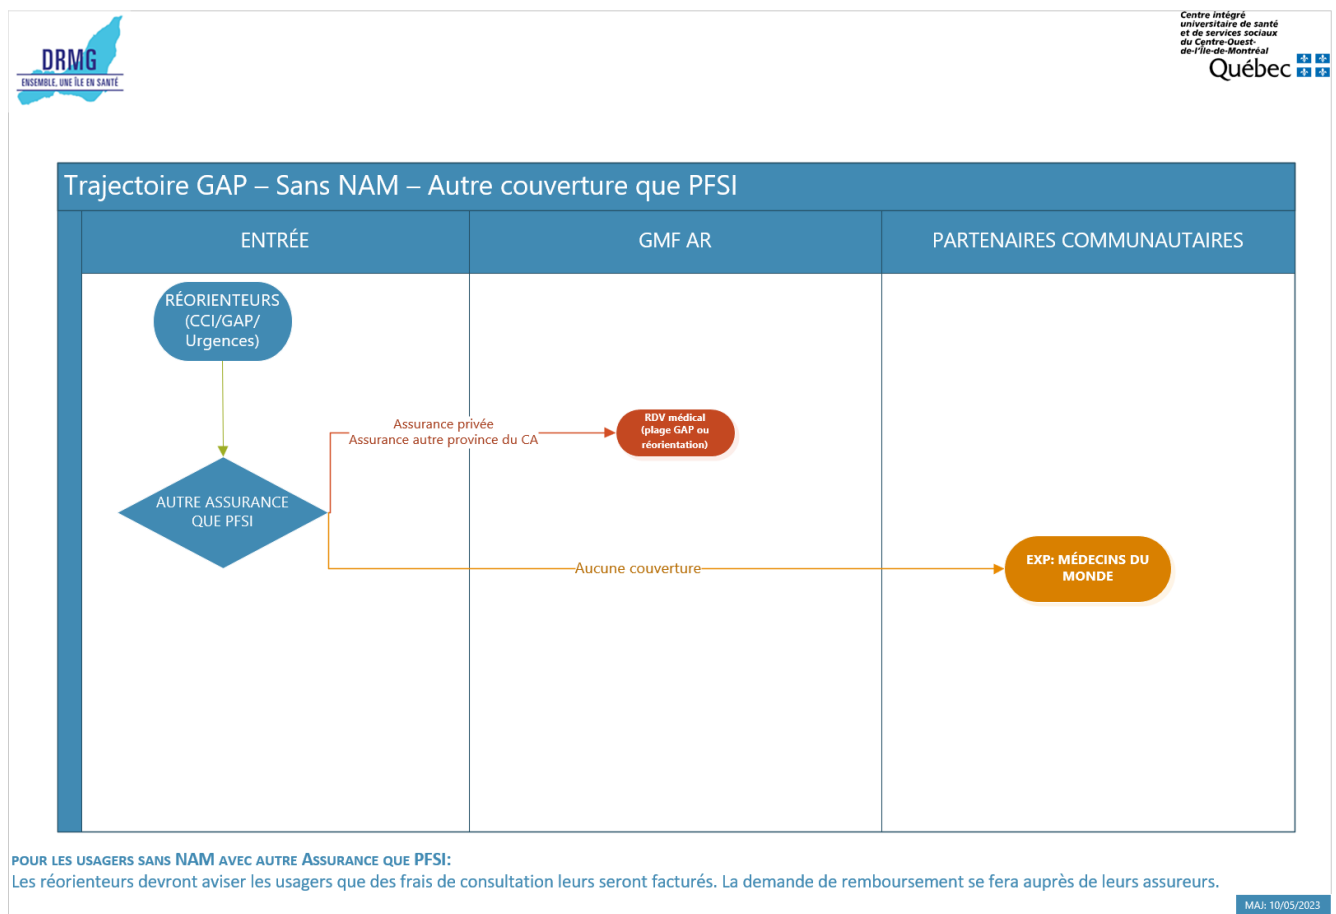 DRMG
ENSEMBLE, UNE ÎLE EN SANTÉ
Centre intégré
universitaire de santé
et de services sociaux
du Centre-Ouest-
de-l'Île-de-Montréal
Québec
Trajectoire GAP – Sans NAM – Autre couverture que PFSI
ENTRÉE
GMF AR
PARTENAIRES COMMUNAUTAIRES
RÉORIENTEURS
(CCI/GAP/
Urgences)
Assurance privée
Assurance autre province du CA
RDV médical
(plage GAP ou
réorientation)
AUTRE ASSURANCE
QUE PFSI
Aucune couverture
EXP: MÉDECINS DU
MONDE
POUR LES USAGERS SANS NAM AVEC AUTRE ASSURANCE QUE PFSI:
Les réorienteurs devront aviser les usagers que des frais de consultation leurs seront facturés. La demande de remboursement se fera auprès de leurs assureurs.
MAJ: 10/05/2023